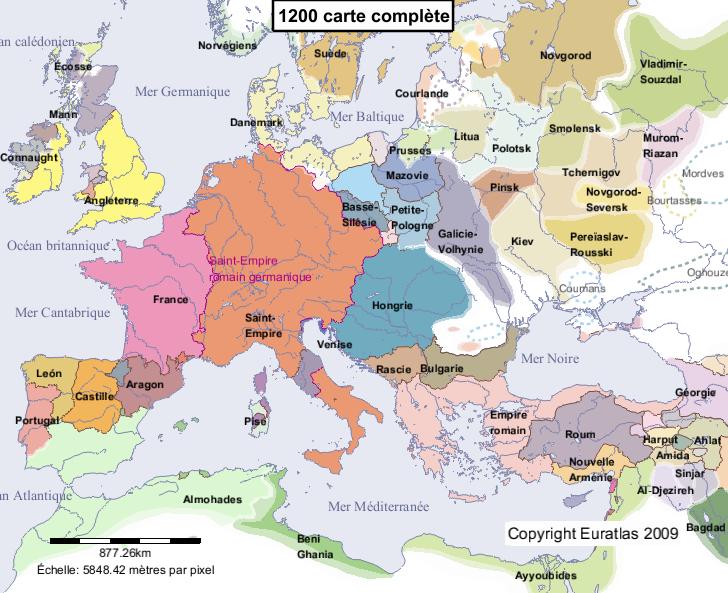 1200 carte complète
an calédonien
Norvégiens
Suède
Novgorod
Vladimir-
Souzdal
Écosse
Mer Germanique
Courlande
Mann
Danemark
Mer Baltique
Smolensk
Murom-
Riazan
Litua
Polotsk
Connaught
Prusses
Mazovie
Tchernigov
Mordves
Pinsk
Novgorod-
Seversk
Bourtasses
Angleterre
Basse-
Silésie
Petite-
Pologne
Galicie-
Volhynie
Kiev
Pereïaslav-
Rousski
Océan britannique
Saint-Empire
romain germanique
Oghouze
Coumans
France
Hongrie
Mer Cantabrique
Saint-
Empire
Venise
Mer Noire
León
Castille
Aragon
Rascie
Bulgarie
Géorgie
Portugal
Pise
Empire
romain
Roum
Harput
Ahlat
Amida
Nouvelle
Arménie
Sinjar
Al-Djezireh
an Atlantique
Almohades
Mer Méditerranée
Bagdad
Copyright Euratlas 2009
Beni
Ghania
877.26km
Échelle: 5848.42 mètres par pixel
Ayyoubides